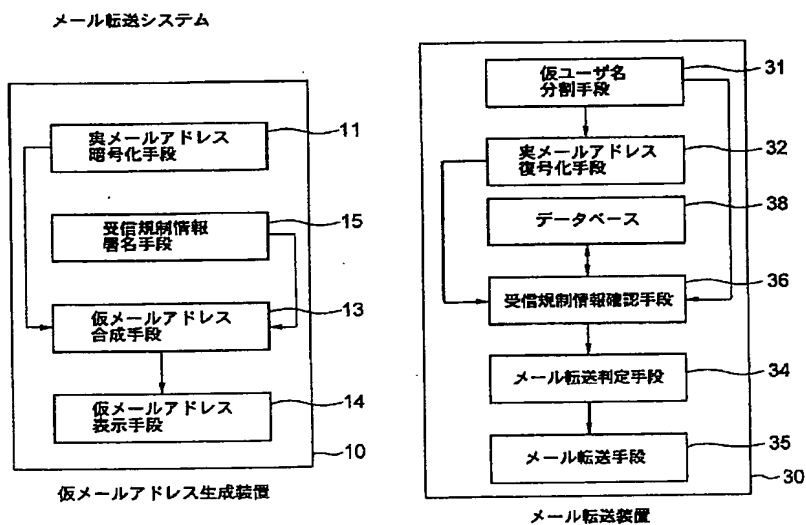 メール転送システム
実メールアドレス
暗号化手段
11
受信規制情報
署名手段
15
仮メールアドレス
合成手段
13
仮メールアドレス
表示手段
14
10
仮メールアドレス生成装置
仮ユーザ名
分割手段
31
実メールアドレス
復号化手段
32
データベース
38
受信規制情報確認手段
36
メール転送判定手段
34
メール転送手段
35
30
メール転送装置